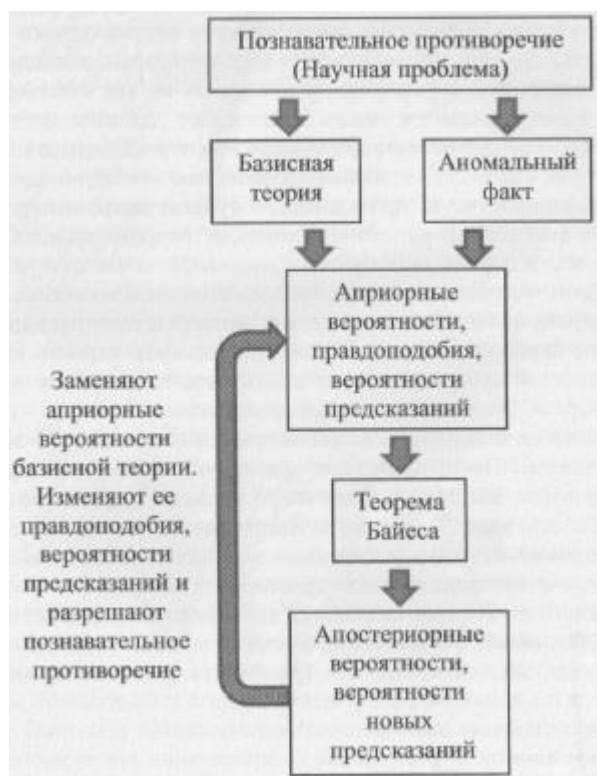 Познавательное противоречие
(Научная проблема)
Базисная
теория
Аномальный
факт
Априорные
вероятности,
правдоподобия,
вероятности
предсказаний
Заменяют
априорные
вероятности
базисной теории.
Изменяют ее
правдоподобия,
вероятности
предсказаний и
разрешают
познавательное
противоречие
Теорема
Байеса
Апостериорные
вероятности,
вероятности
новых
предсказаний